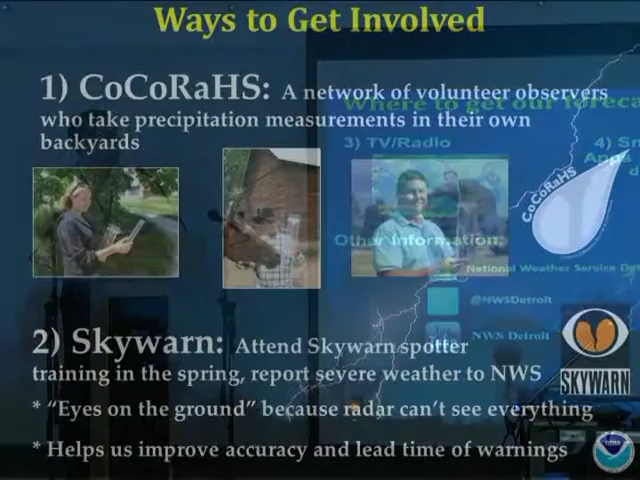 Ways to Get Involved
1) CoCoRaHS: A network of volunteer observers
who take precipitation measurements in their own
backyards
Where to get our
3) TV/Radio
4)
CoCoRaHS
Other information:
National Weather Service
@NWSDetroit
NWS Detroit
2) Skywarn: Attend Skywarn spotter
training in the spring, report severe weather to NWS
SKYWARN
* "Eyes on the ground" because radar can't see everything
* Helps us improve accuracy and lead time of warnings